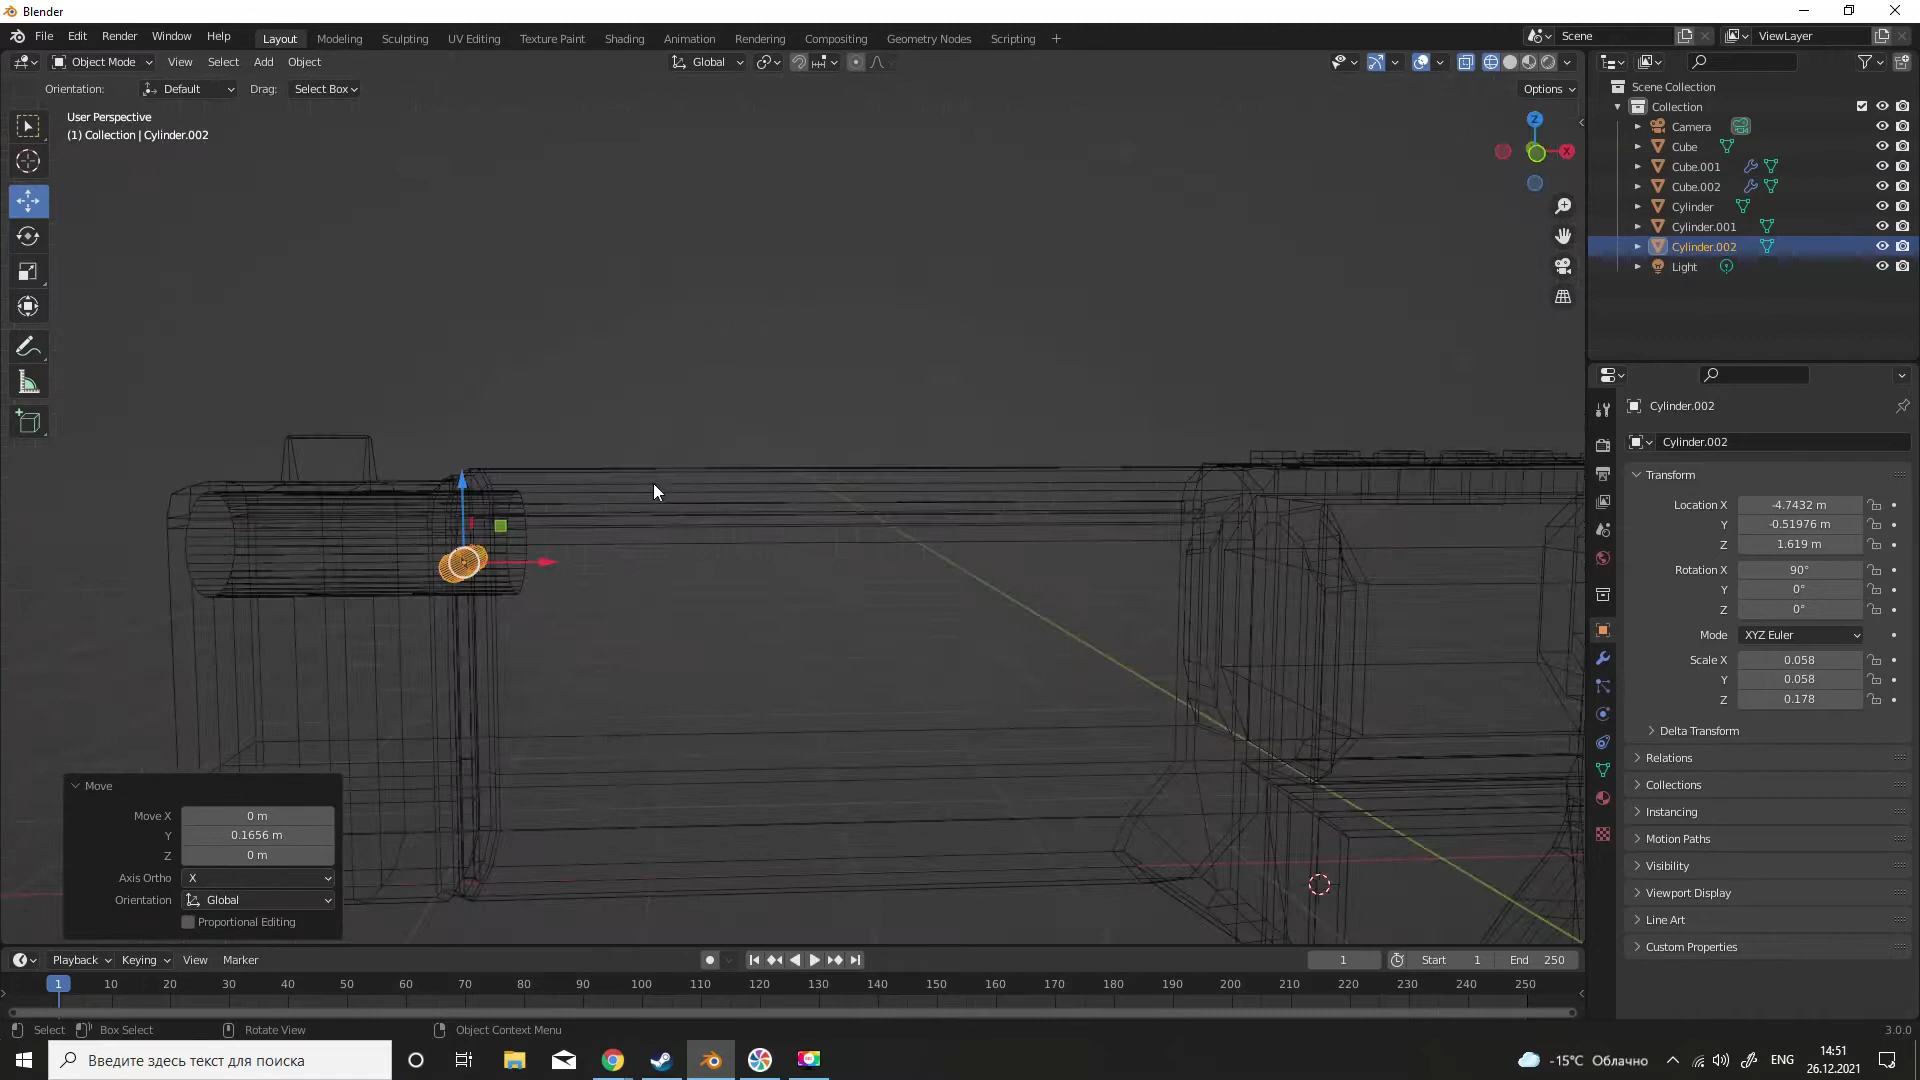 Blender
File Edit Render Window Help
Layout Modeling Sculpting UV Editing Texture Paint Shading Animation Rendering Compositing Geometry Nodes Scripting +
Scene
ViewLayer
Object Mode View Select Add Object
Global
Orientation: Default Drag: Select Box
Options
User Perspective
(1) Collection | Cylinder.002
Z
X
Scene Collection
Collection
Camera
Cube
Cube.001
Cube.002
Cylinder
Cylinder.001
Cylinder.002
Light
Cylinder.002
Cylinder.002
Transform
Location X -4.7432 m
Y -0.51976 m
Z 1.619 m
Rotation X 90°
Y 0°
Z 0°
Mode XYZ Euler
Scale X 0.058
Y 0.058
Z 0.178
Delta Transform
Relations
Collections
Instancing
Motion Paths
Visibility
Viewport Display
Line Art
Custom Properties
Move
Move X 0 m
Y 0.1656 m
Z 0 m
Axis Ortho X
Orientation Global
Proportional Editing
Playback Keying View Marker
1
Start 1 End 250
1 10 20 30 40 50 60 70 80 90 100 110 120 130 140 150 160 170 180 190 200 210 220 230 240 250
Select Box Select Rotate View Object Context Menu
3.0.0
Введите здесь текст для поиска
-15°C Облачно
ENG
14:51
26.12.2021